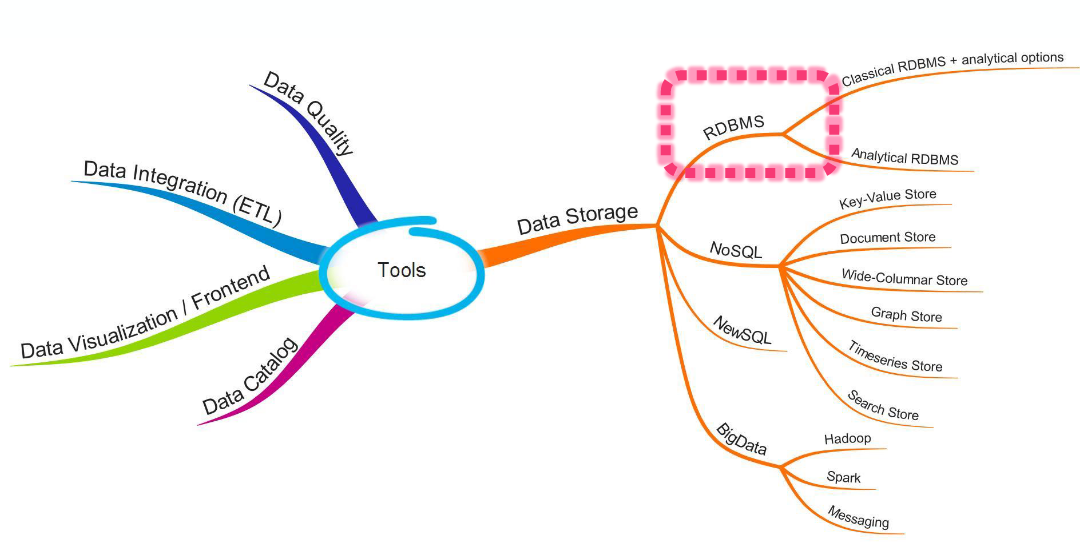 Tools
Data Quality
Data Integration (ETL)
Data Visualization / Frontend
Data Catalog
Data Storage
RDBMS
Classical RDBMS + analytical options
Analytical RDBMS
NoSQL
Key-Value Store
Document Store
Wide-Columnar Store
Graph Store
Timeseries Store
Search Store
NewSQL
BigData
Hadoop
Spark
Messaging